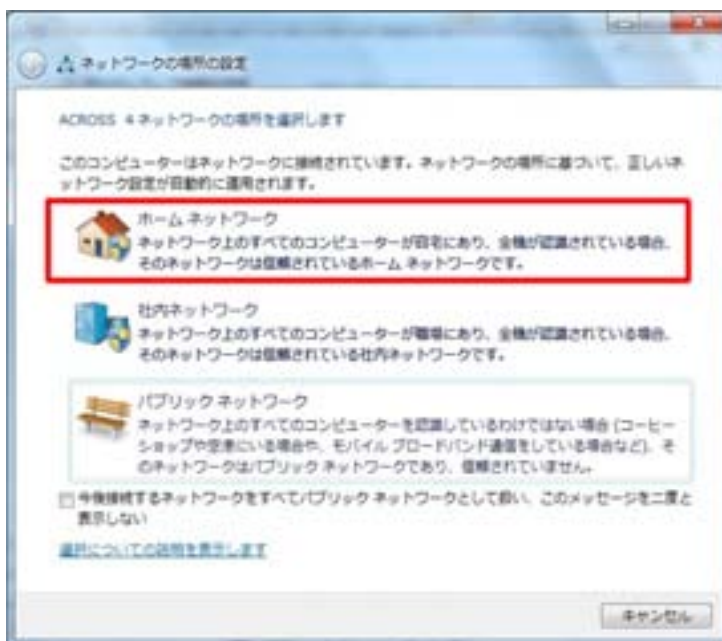 ネットワークの場所の設定
ACROSS 4 ネットワークの場所を選択します
このコンピューターはネットワークに接続されています。ネットワークの場所に基づいて、正しいネ
ットワーク設定が自動的に適用されます。
ホーム ネットワーク
ネットワーク上のすべてのコンピューターが自宅にあり、全機が認識されている場合、
そのネットワークは信頼されているホーム ネットワークです。
社内ネットワーク
ネットワーク上のすべてのコンピューターが職場にあり、全機が認識されている場合、
そのネットワークは信頼されている社内ネットワークです。
パブリック ネットワーク
ネットワーク上のすべてのコンピューターを認識しているわけではない場合 (コーヒー
ショップや空港にいる場合や、モバイル ブロードバンド通信をしている場合など)、そ
のネットワークはパブリック ネットワークであり、信頼されていません。
今後接続するネットワークをすべてパブリック ネットワークとして扱い、このメッセージを二度と
表示しない
選択についての説明を表示します
キャンセル